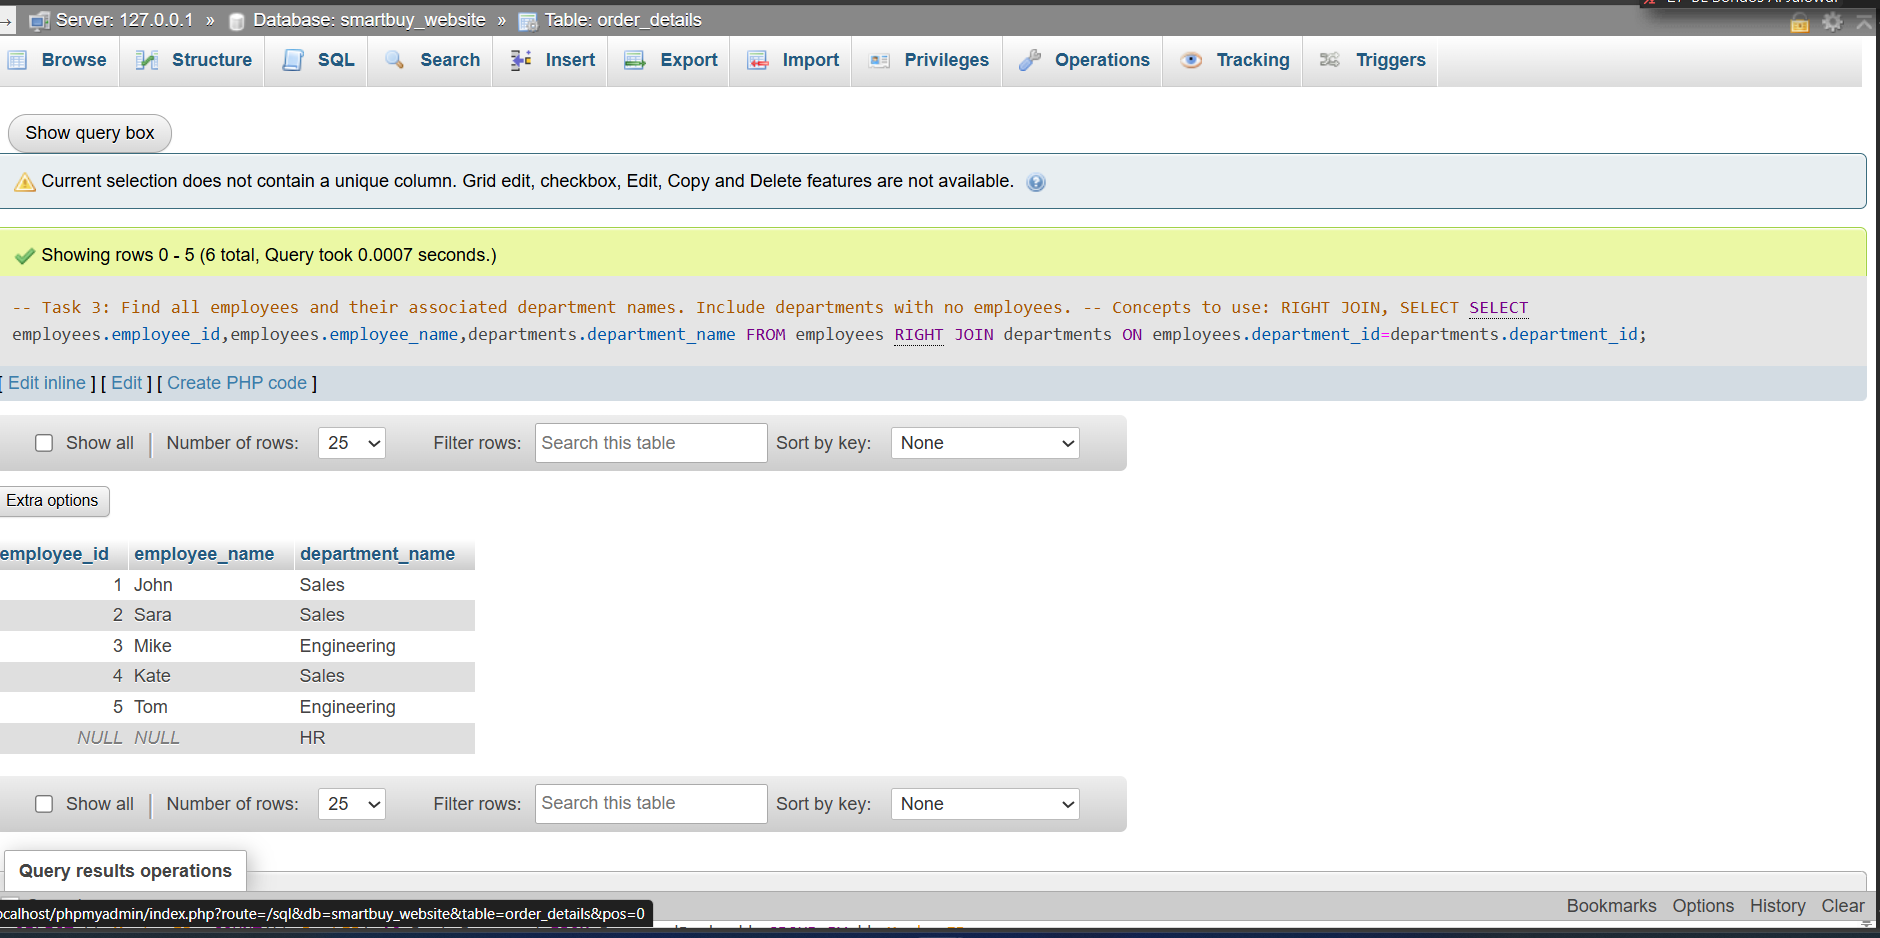 Server: 127.0.0.1 » Database: smartbuy_website » Table: order_details
Browse Structure SQL Search Insert Export Import Privileges Operations Tracking Triggers
Show query box
Current selection does not contain a unique column. Grid edit, checkbox, Edit, Copy and Delete features are not available.
Showing rows 0 - 5 (6 total, Query took 0.0007 seconds.)
-- Task 3: Find all employees and their associated department names. Include departments with no employees. -- Concepts to use: RIGHT JOIN, SELECT SELECT
employees.employee_id,employees.employee_name,departments.department_name FROM employees RIGHT JOIN departments ON employees.department_id=departments.department_id;
[ Edit inline ] [ Edit ] [ Create PHP code ]
Show all | Number of rows: 25 Filter rows: Search this table Sort by key: None
Extra options
employee_id employee_name department_name
1 John Sales
2 Sara Sales
3 Mike Engineering
4 Kate Sales
5 Tom Engineering
NULL NULL HR
Show all | Number of rows: 25 Filter rows: Search this table Sort by key: None
Query results operations
Bookmarks Options History Clear
ocalhost/phpmyadmin/index.php?route=/sql&db=smartbuy_website&table=order_details&pos=0